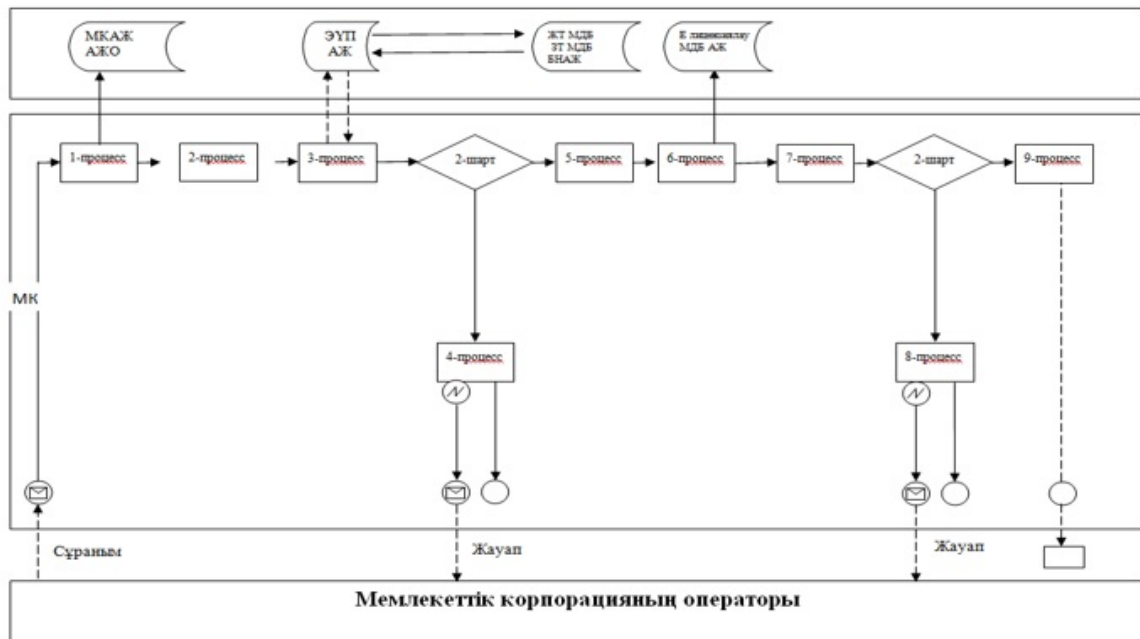 МКАЖ
АЖО
ЭҮП
АЖ
ЖТ МДБ
ЗТ МДБ
БНАЖ
Е лицензиялау
МДБ АЖ
1-процесс
2-процесс
3-процесс
2-шарт
5-процесс
6-процесс
7-процесс
2-шарт
9-процесс
МК
4-процесс
8-процесс
Сұраным
Жауап
Жауап
Мемлекеттік корпорацияның операторы